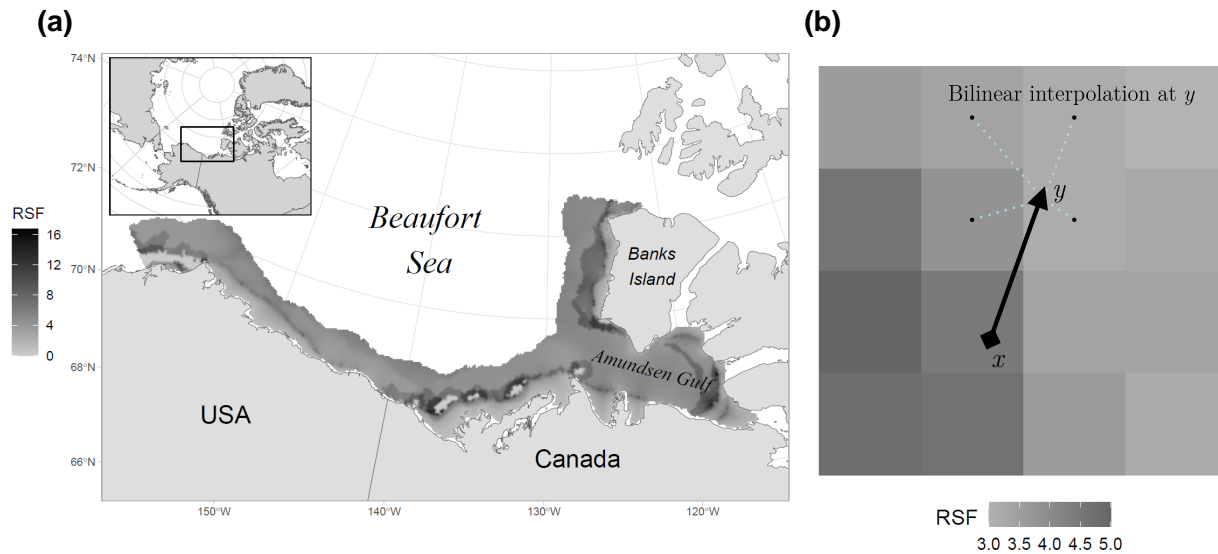 (a)
(b)
74°N
72°N
70°N
68°N
66°N
RSF
16
12
8
4
0
Beaufort
Sea
Banks
Island
Amundsen Gulf
USA
Canada
150°W
140°W
130°W
120°W
Bilinear interpolation at y
y
x
RSF
3.0 3.5 4.0 4.5 5.0